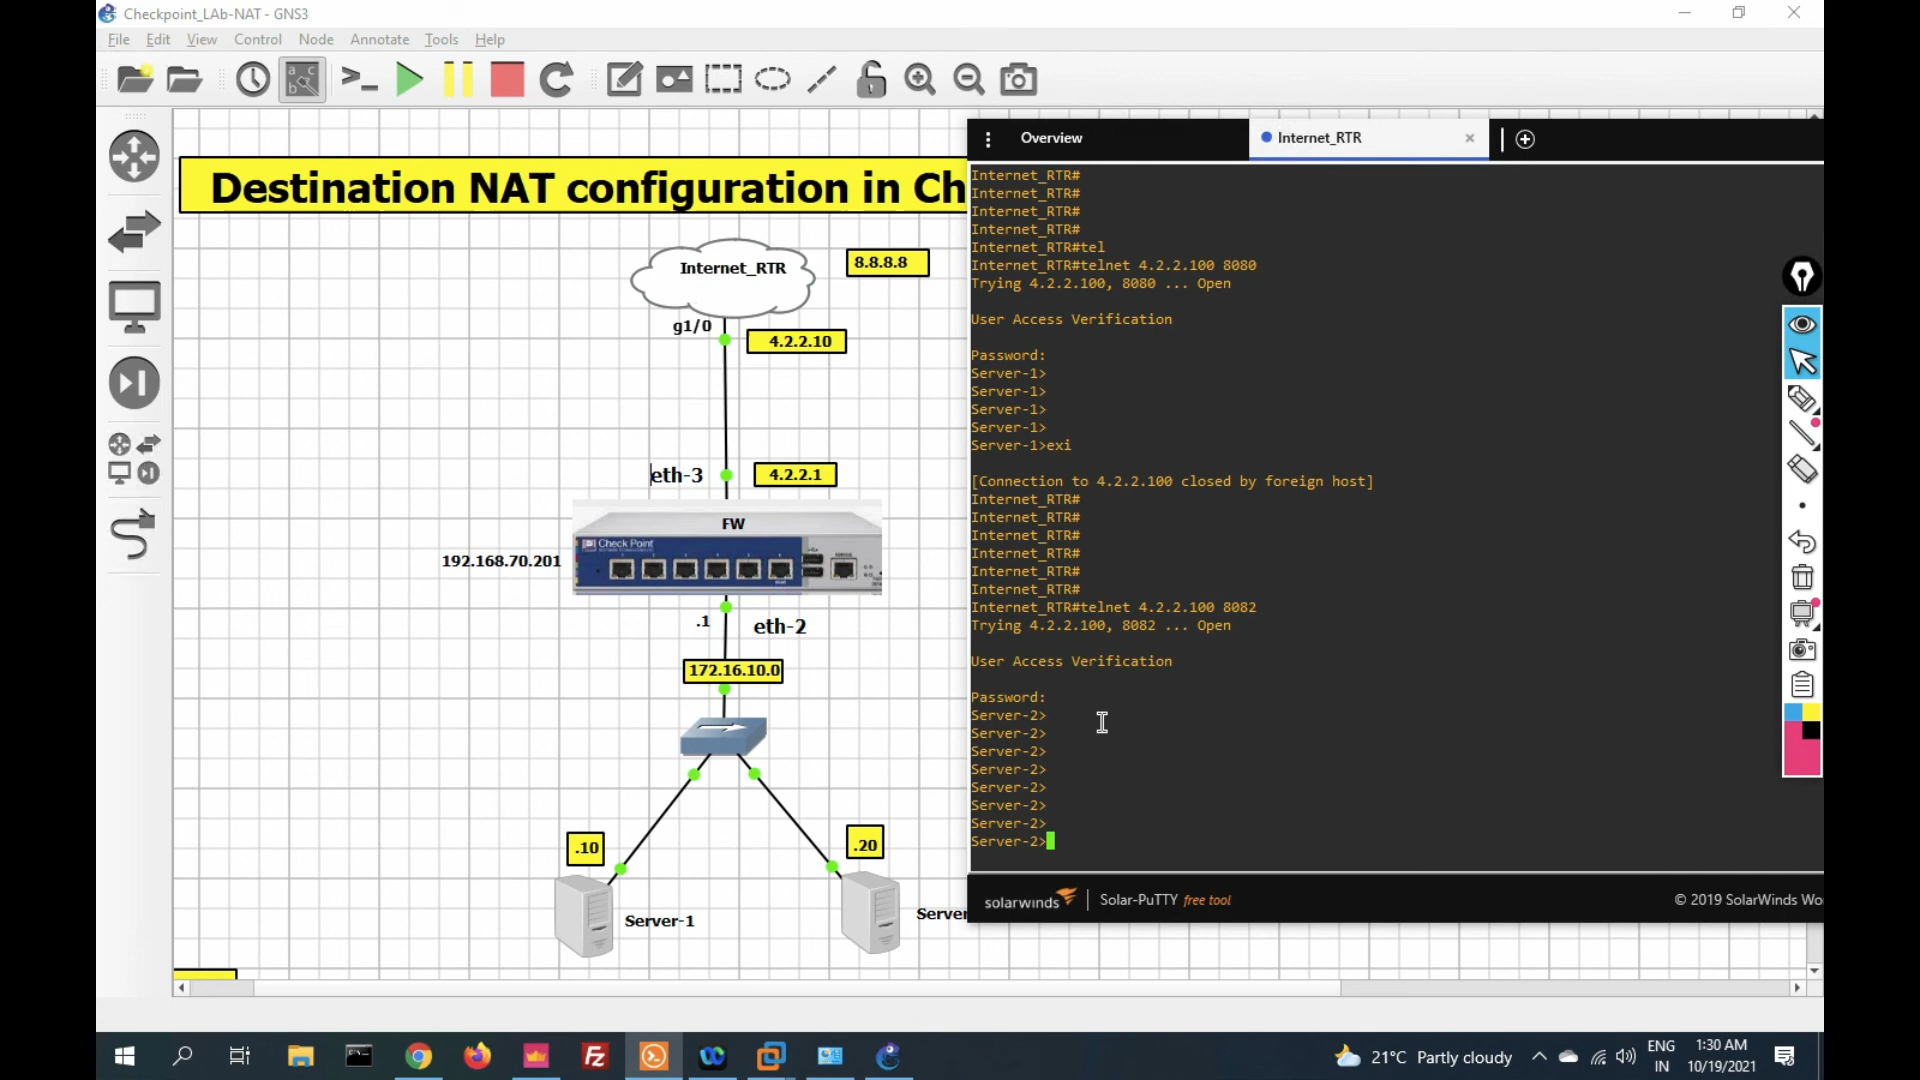 Checkpoint_LAb-NAT - GNS3
File Edit View Control Node Annotate Tools Help
Destination NAT configuration in Ch
Internet_RTR
8.8.8.8
g1/0
4.2.2.10
eth-3
4.2.2.1
FW
Check Point
192.168.70.201
.1
eth-2
172.16.10.0
.10
.20
Server-1
Server
Overview
Internet_RTR
Internet_RTR#
Internet_RTR#
Internet_RTR#
Internet_RTR#
Internet_RTR#tel
Internet_RTR#telnet 4.2.2.100 8080
Trying 4.2.2.100, 8080 ... Open
User Access Verification
Password:
Server-1>
Server-1>
Server-1>
Server-1>
Server-1>exi
[Connection to 4.2.2.100 closed by foreign host]
Internet_RTR#
Internet_RTR#
Internet_RTR#
Internet_RTR#
Internet_RTR#
Internet_RTR#
Internet_RTR#telnet 4.2.2.100 8082
Trying 4.2.2.100, 8082 ... Open
User Access Verification
Password:
Server-2>
Server-2>
Server-2>
Server-2>
Server-2>
Server-2>
Server-2>
Server-2>
solarwinds
Solar-PuTTY free tool
© 2019 SolarWinds Wo
21°C Partly cloudy
ENG
IN
1:30 AM
10/19/2021